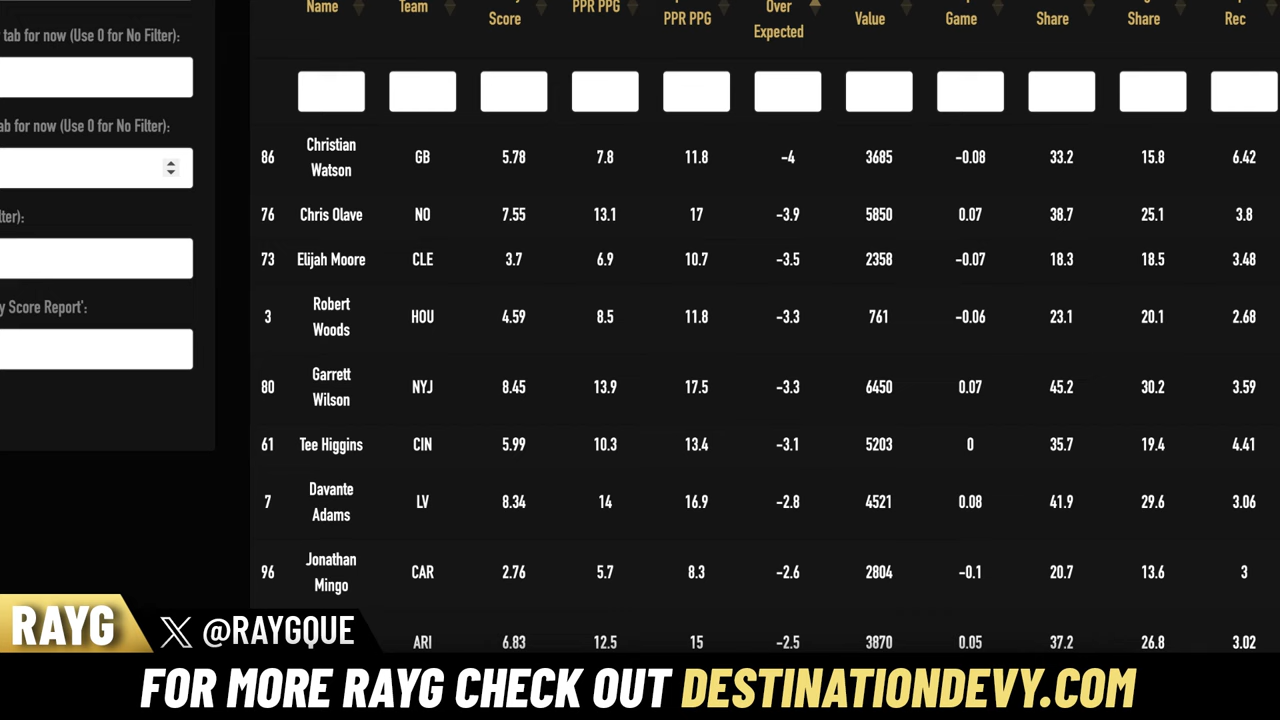 tab for now (Use 0 for No Filter):
ab for now (Use 0 for No Filter):
Name Team Score PPR PPG PPR PPG Over Expected Value Game Share Share Rec
86 Christian Watson GB 5.78 7.8 11.8 -4 3685 -0.08 33.2 15.8 6.42
76 Chris Olave NO 7.55 13.1 17 -3.9 5850 0.07 38.7 25.1 3.8
73 Elijah Moore CLE 3.7 6.9 10.7 -3.5 2358 -0.07 18.3 18.5 3.48
y Score Report':
3 Robert Woods HOU 4.59 8.5 11.8 -3.3 761 -0.06 23.1 20.1 2.68
80 Garrett Wilson NYJ 8.45 13.9 17.5 -3.3 6450 0.07 45.2 30.2 3.59
61 Tee Higgins CIN 5.99 10.3 13.4 -3.1 5203 0 35.7 19.4 4.41
7 Davante Adams LV 8.34 14 16.9 -2.8 4521 0.08 41.9 29.6 3.06
96 Jonathan Mingo CAR 2.76 5.7 8.3 -2.6 2804 -0.1 20.7 13.6 3
ARI 6.83 12.5 15 -2.5 3870 0.05 37.2 26.8 3.02
RAYG X @RAYGQUE
FOR MORE RAYG CHECK OUT DESTINATIONDEVY.COM